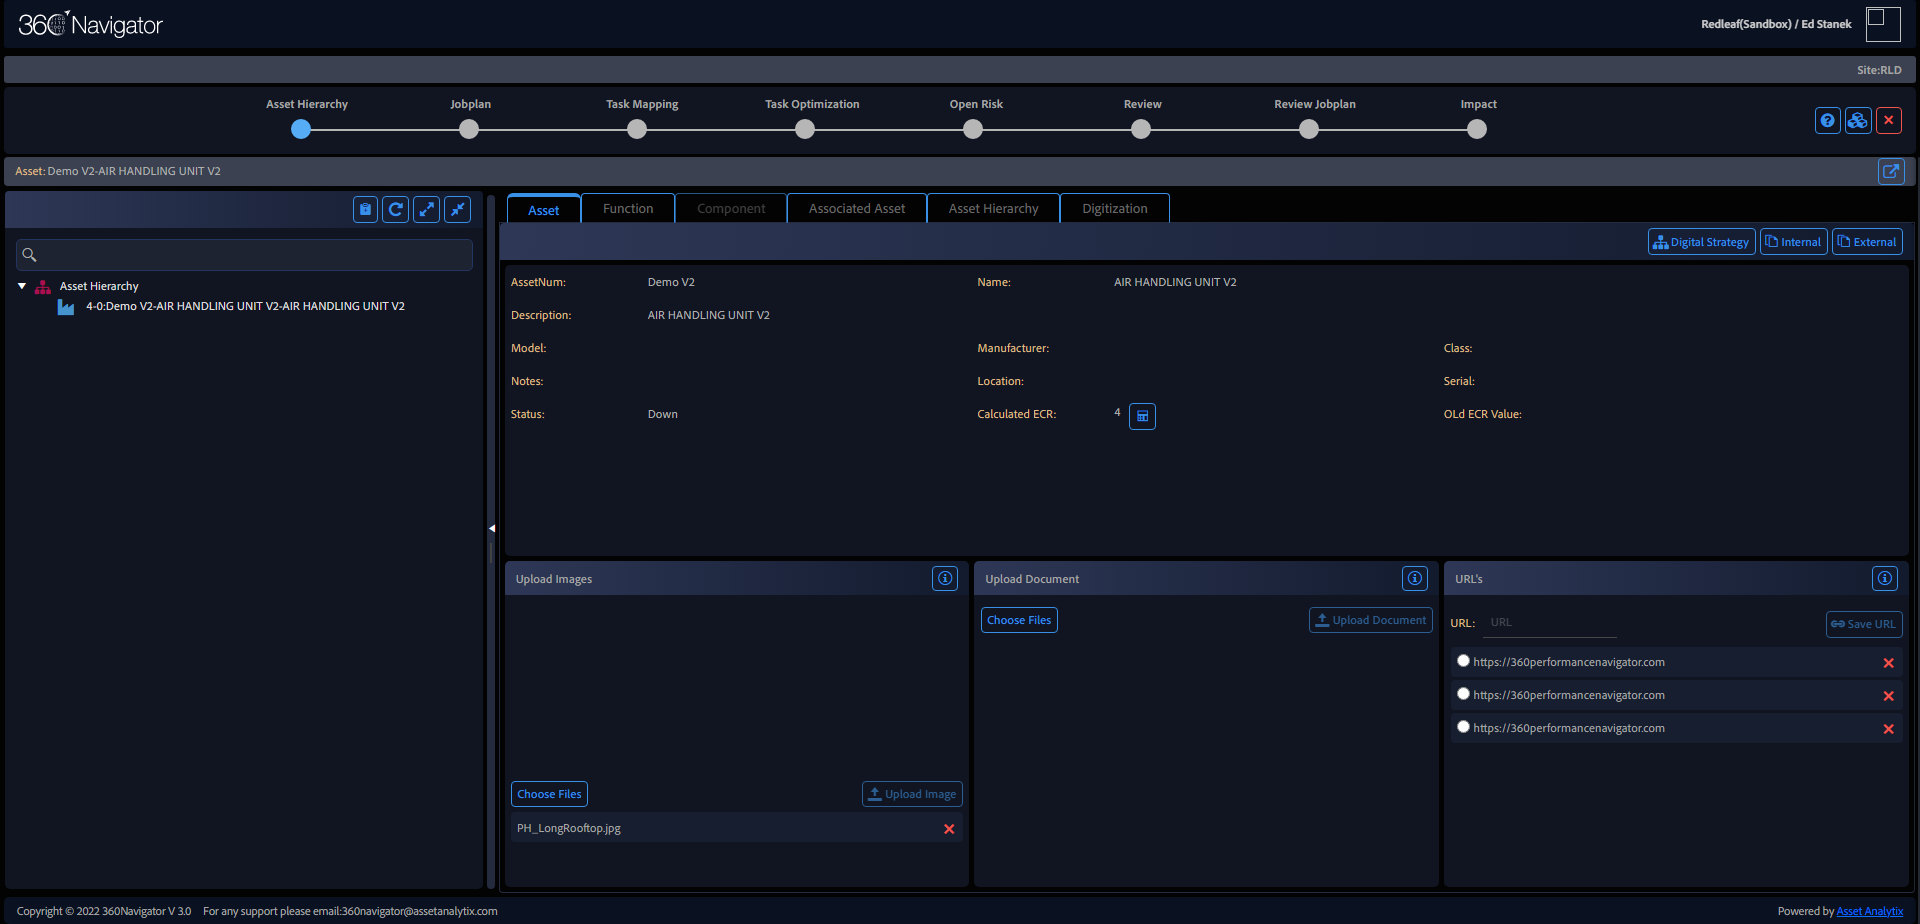 360 Navigator
Redleaf(Sandbox) / Ed Stanek
Site:RLD
Asset Hierarchy Jobplan Task Mapping Task Optimization Open Risk Review Review Jobplan Impact
Asset: Demo V2-AIR HANDLING UNIT V2
Asset Function Component Associated Asset Asset Hierarchy Digitization
Digital Strategy Internal External
Asset Hierarchy
4-0:Demo V2-AIR HANDLING UNIT V2-AIR HANDLING UNIT V2
AssetNum: Demo V2 Name: AIR HANDLING UNIT V2
Description: AIR HANDLING UNIT V2
Model: Manufacturer: Class:
Notes: Location: Serial:
Status: Down Calculated ECR: 4 OLd ECR Value:
Upload Images
Choose Files Upload Image
PH_LongRooftop.jpg
Upload Document
Choose Files Upload Document
URL's
URL: URL Save URL
https://360performancenavigator.com
https://360performancenavigator.com
https://360performancenavigator.com
Copyright © 2022 360Navigator V 3.0 For any support please email:360navigator@assetanalytix.com
Powered by Asset Analytix